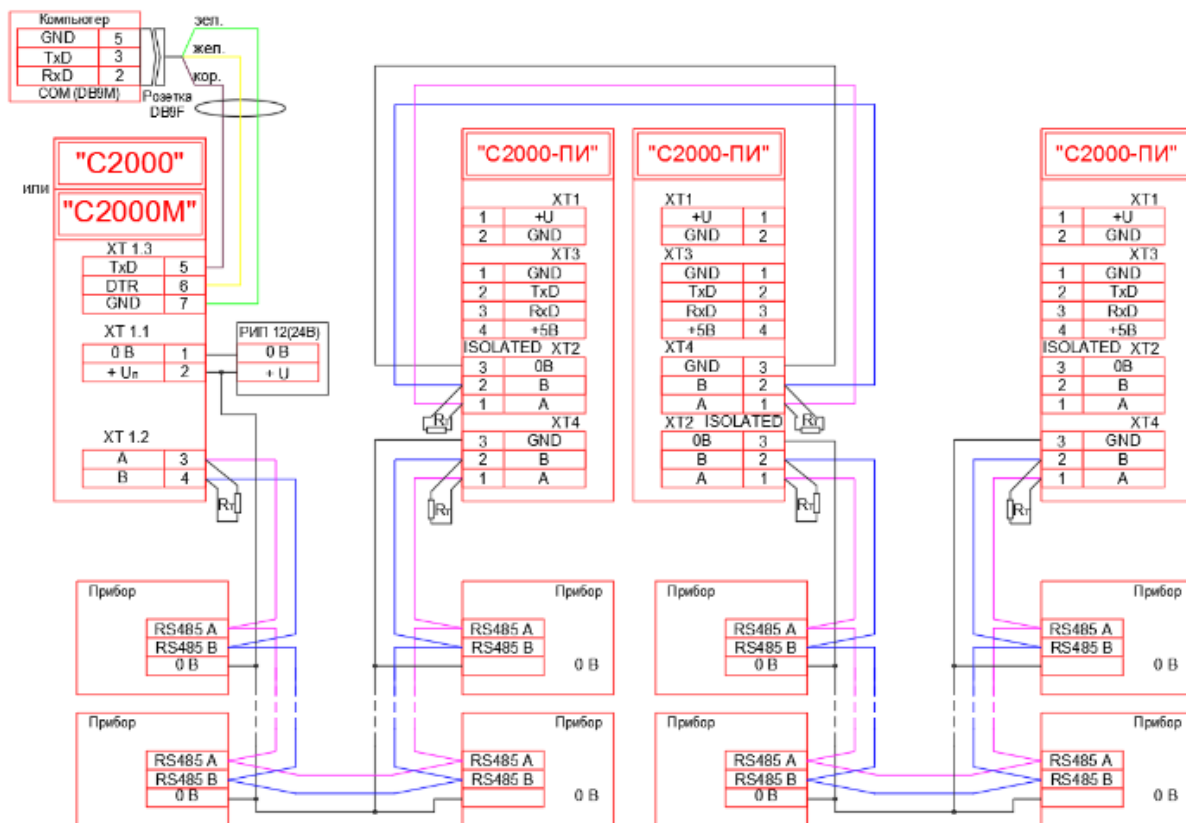 Компьютер
GND 5
TxD 3
RxD 2
COM (DB9M)
Розетка
DB9F
зел.
жел.
кор.
"С2000"
или
"С2000М"
XT 1.3
TxD 5
DTR 6
GND 7
XT 1.1
0 В 1
+ Uп 2
РИП 12(24В)
0 В
+ U
XT 1.2
A 3
B 4
Rт
"С2000-ПИ"
XT1
1 +U
2 GND
XT3
1 GND
2 TxD
3 RxD
4 +5В
ISOLATED XT2
3 0В
2 B
1 A
Rт
XT4
3 GND
2 B
1 A
Rт
"С2000-ПИ"
XT1
+U 1
GND 2
XT3
GND 1
TxD 2
RxD 3
+5В 4
XT4
GND 3
B 2
A 1
Rт
XT2 ISOLATED
0В 3
B 2
A 1
Rт
"С2000-ПИ"
XT1
1 +U
2 GND
XT3
1 GND
2 TxD
3 RxD
4 +5В
ISOLATED XT2
3 0В
2 B
1 A
XT4
3 GND
2 B
1 A
Rт
Прибор
RS485 A
RS485 B
0 В
Прибор
RS485 A
RS485 B
0 В
Прибор
RS485 A
RS485 B
0 В
Прибор
RS485 A
RS485 B
0 В
Прибор
RS485 A
RS485 B
0 В
Прибор
RS485 A
RS485 B
0 В
Прибор
RS485 A
RS485 B
0 В
Прибор
RS485 A
RS485 B
0 В